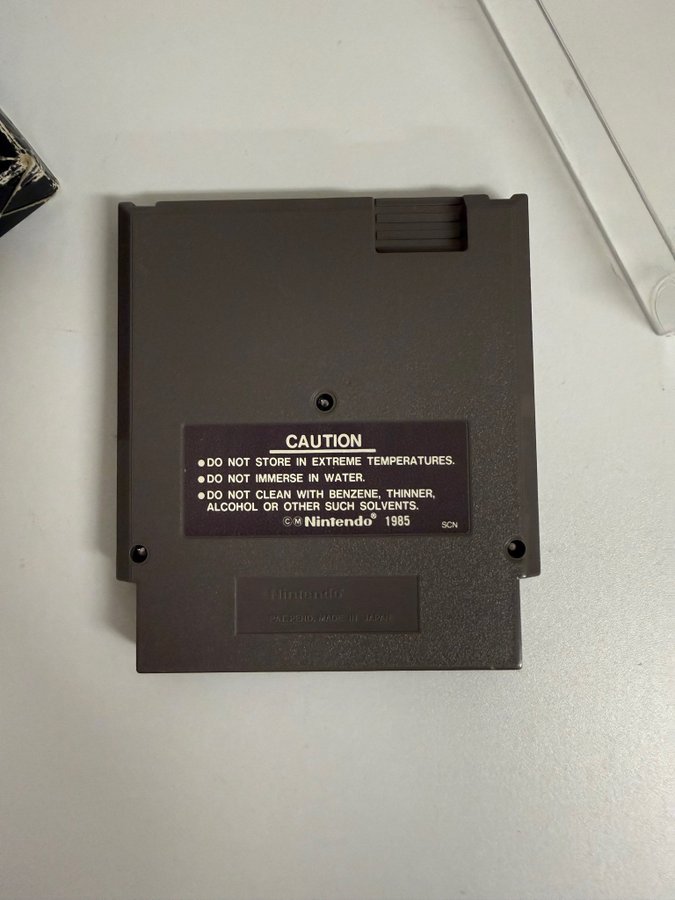 CAUTION
●DO NOT STORE IN EXTREME TEMPERATURES.
●DO NOT IMMERSE IN WATER.
●DO NOT CLEAN WITH BENZENE, THINNER,
ALCOHOL OR OTHER SUCH SOLVENTS.
ⒸⓂNintendo® 1985 SCN
Nintendo®
PAT. PEND. MADE IN JAPAN